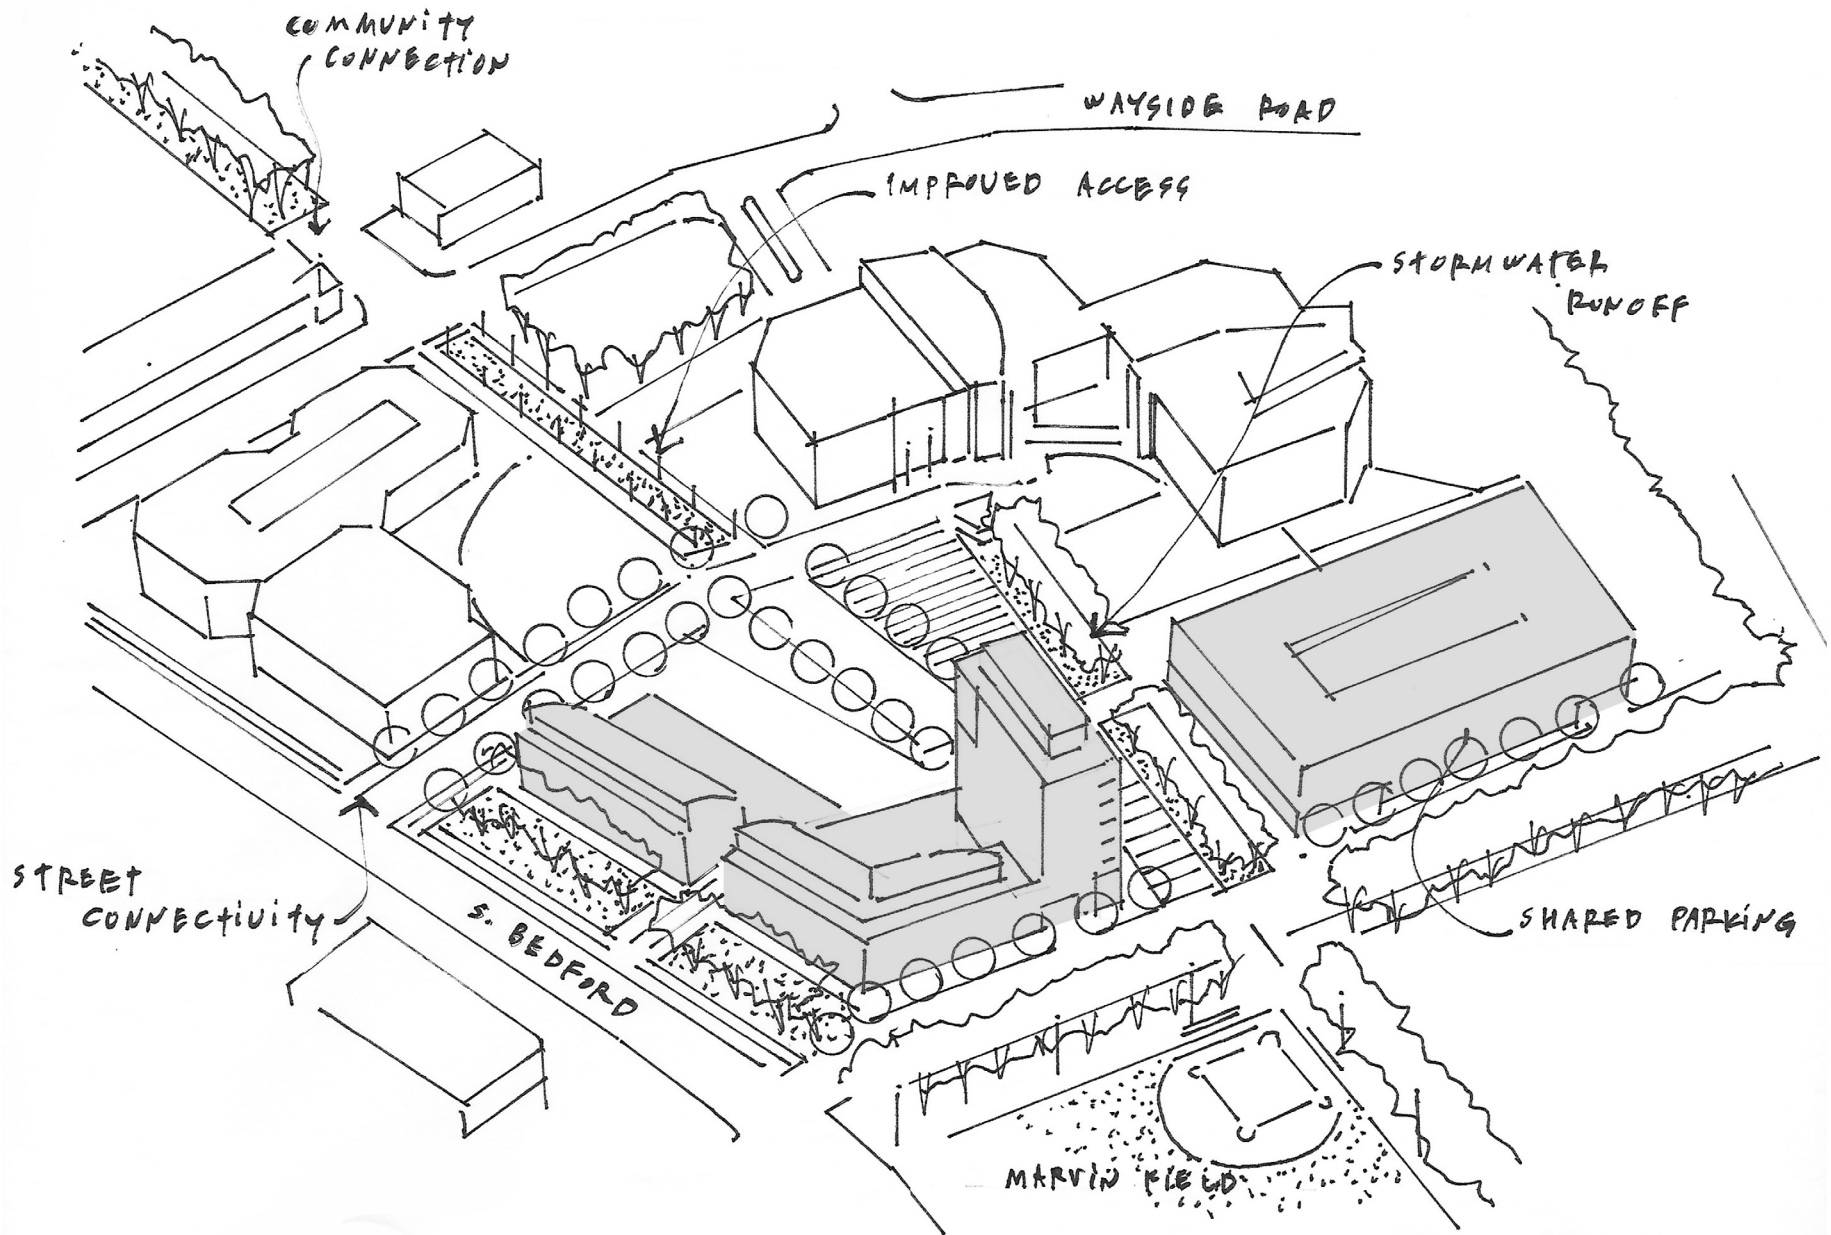 COMMUNITY
CONNECTION
WAYSIDE ROAD
IMPROVED ACCESS
STORMWATER
RUNOFF
STREET
CONNECTIVITY
S. BEDFORD
SHARED PARKING
MARVIN FIELD